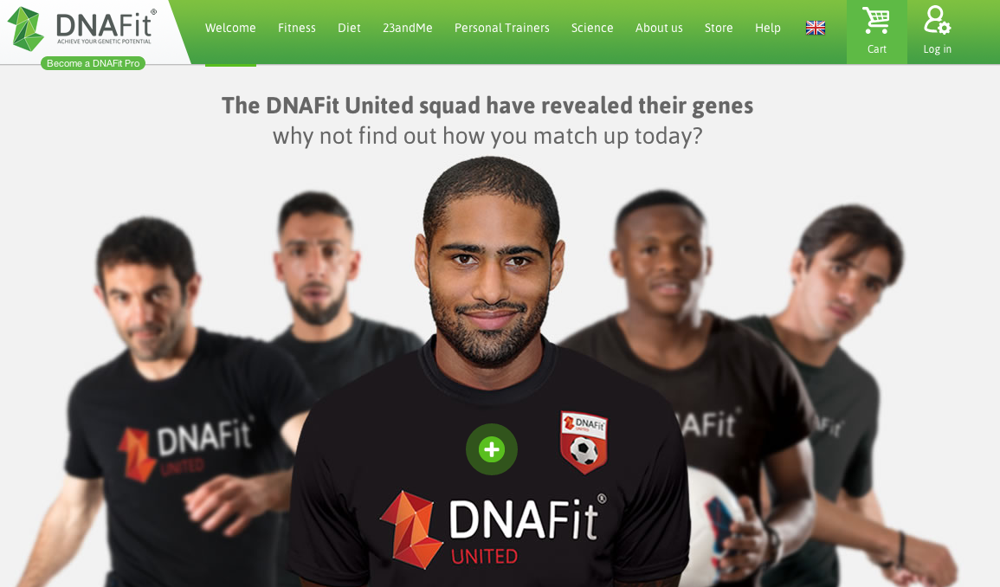 DNAFit®
ACHIEVE YOUR GENETIC POTENTIAL
Become a DNAFit Pro
Welcome
Fitness
Diet
23andMe
Personal Trainers
Science
About us
Store
Help
Cart
Log in
The DNAFit United squad have revealed their genes
why not find out how you match up today?
DNAFit
UNITED
DNAFit
DNAFit®
UNITED
AFit
Fit